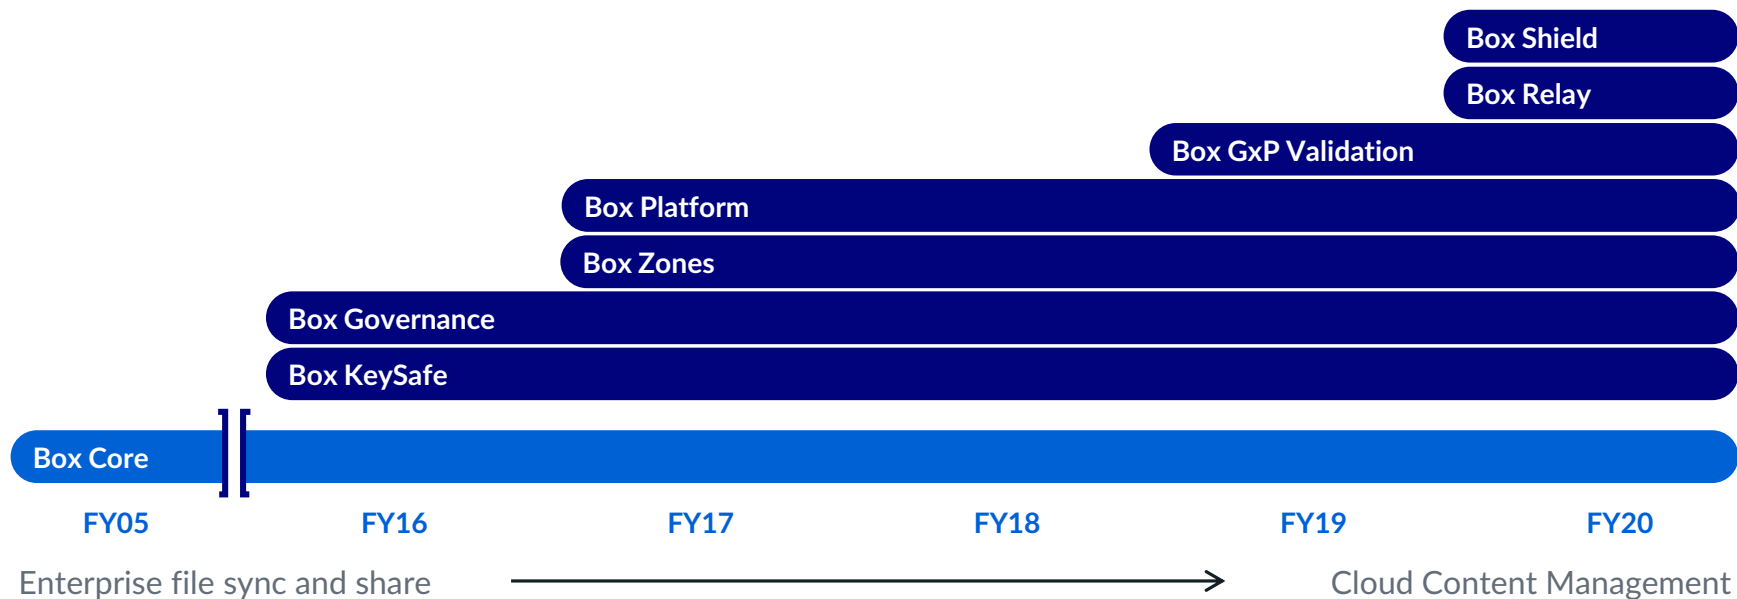 Box Shield
Box Relay
Box GxP Validation
Box Platform
Box Zones
Box Governance
Box KeySafe
Box Core
FY05 FY16 FY17 FY18 FY19 FY20
Enterprise file sync and share Cloud Content Management